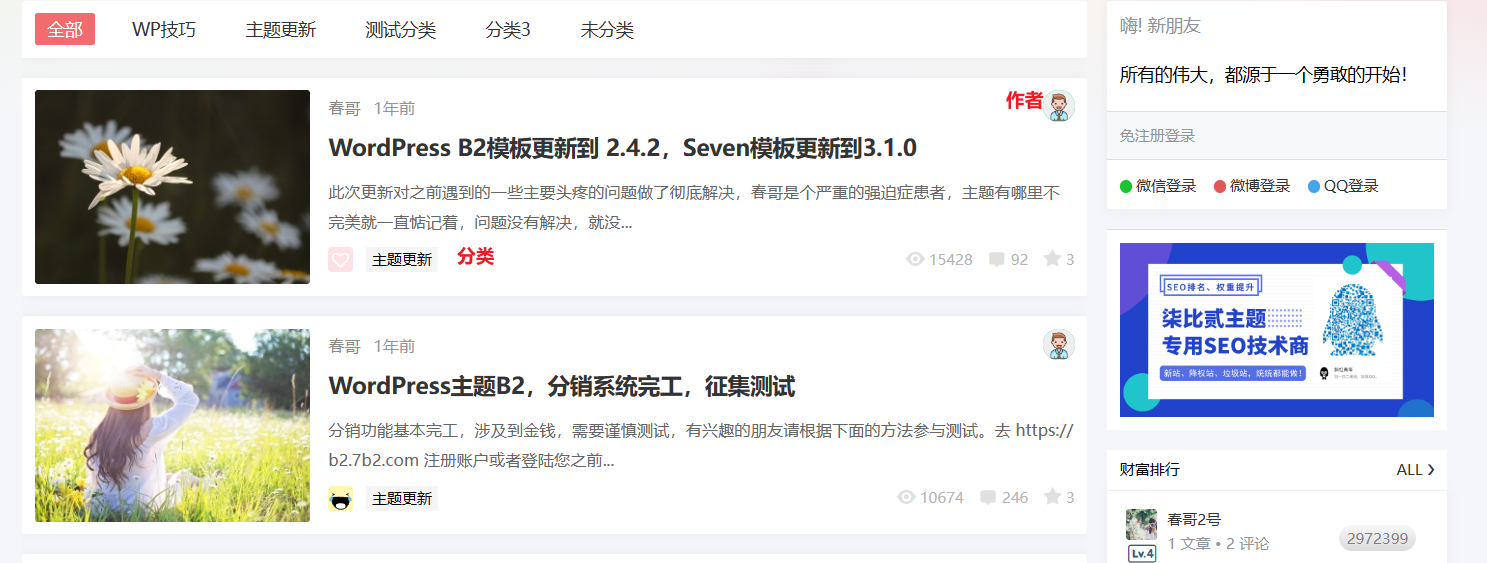 全部 WP技巧 主题更新 测试分类 分类3 未分类
春哥 1年前
作者
WordPress B2模板更新到 2.4.2，Seven模板更新到3.1.0
此次更新对之前遇到的一些主要头疼的问题做了彻底解决，春哥是个严重的强迫症患者，主题有哪里不
完美就一直惦记着，问题没有解决，就没...
主题更新 分类 15428 92 3
春哥 1年前
WordPress主题B2，分销系统完工，征集测试
分销功能基本完工，涉及到金钱，需要谨慎测试，有兴趣的朋友请根据下面的方法参与测试。去 https://
b2.7b2.com 注册账户或者登陆您之前...
主题更新 10674 246 3
嗨! 新朋友
所有的伟大，都源于一个勇敢的开始！
免注册登录
微信登录 微博登录 QQ登录
SEO排名、权重提升
柒比贰主题
专用SEO技术商
新站、降权站、垃圾站，统统都能做！
财富排行 ALL
春哥2号
1 文章 • 2 评论
2972399
Lv.4